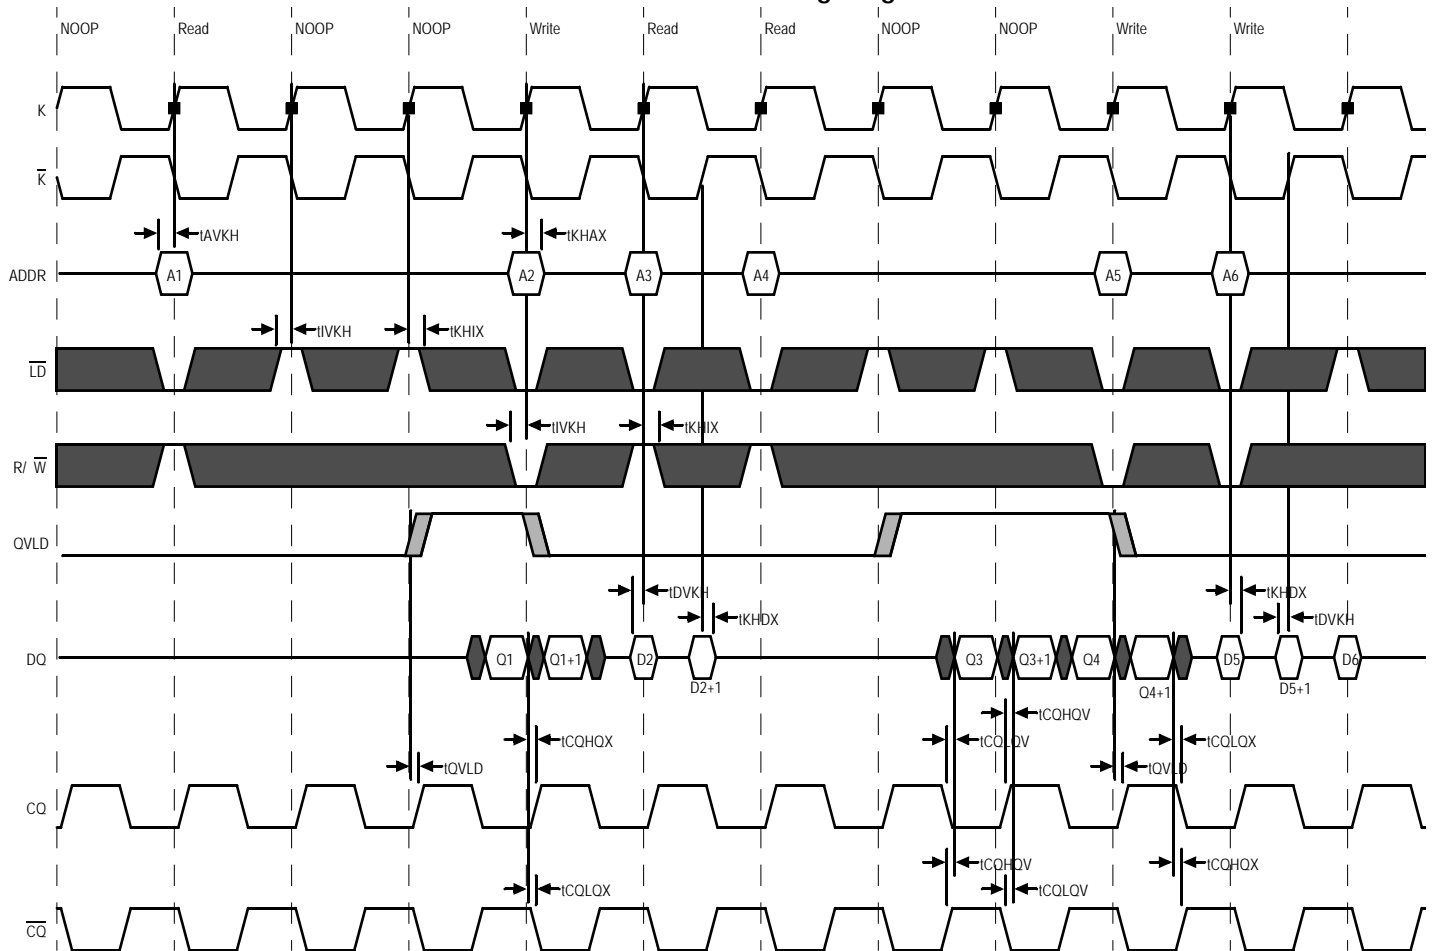 NOOP Read NOOP NOOP Write Read Read NOOP NOOP Write Write
K
K
tAVKH tKHAX
ADDR A1 A2 A3 A4 A5 A6
tIVKH tKHIX
LD
tIVKH tKHIX
R/ W
QVLD
tDVKH tKHDX
tKHDX tDVKH
DQ Q1 Q1+1 D2 Q3 Q3+1 Q4 D5 D6
D2+1 Q4+1 D5+1
tCQHQV
tCQHQX tCQLQV tCQLQX
tQVLD tQVLD
CQ
tCQHQV tCQHQX
tCQLQX tCQLQV
CQ